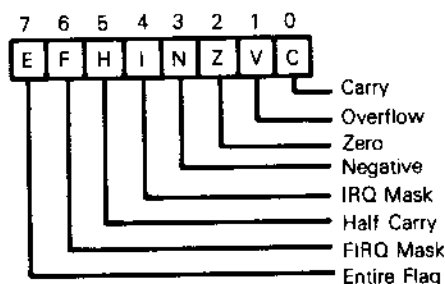 7 6 5 4 3 2 1 0
E F H I N Z V C
Carry
Overflow
Zero
Negative
IRQ Mask
Half Carry
FIRQ Mask
Entire Flag